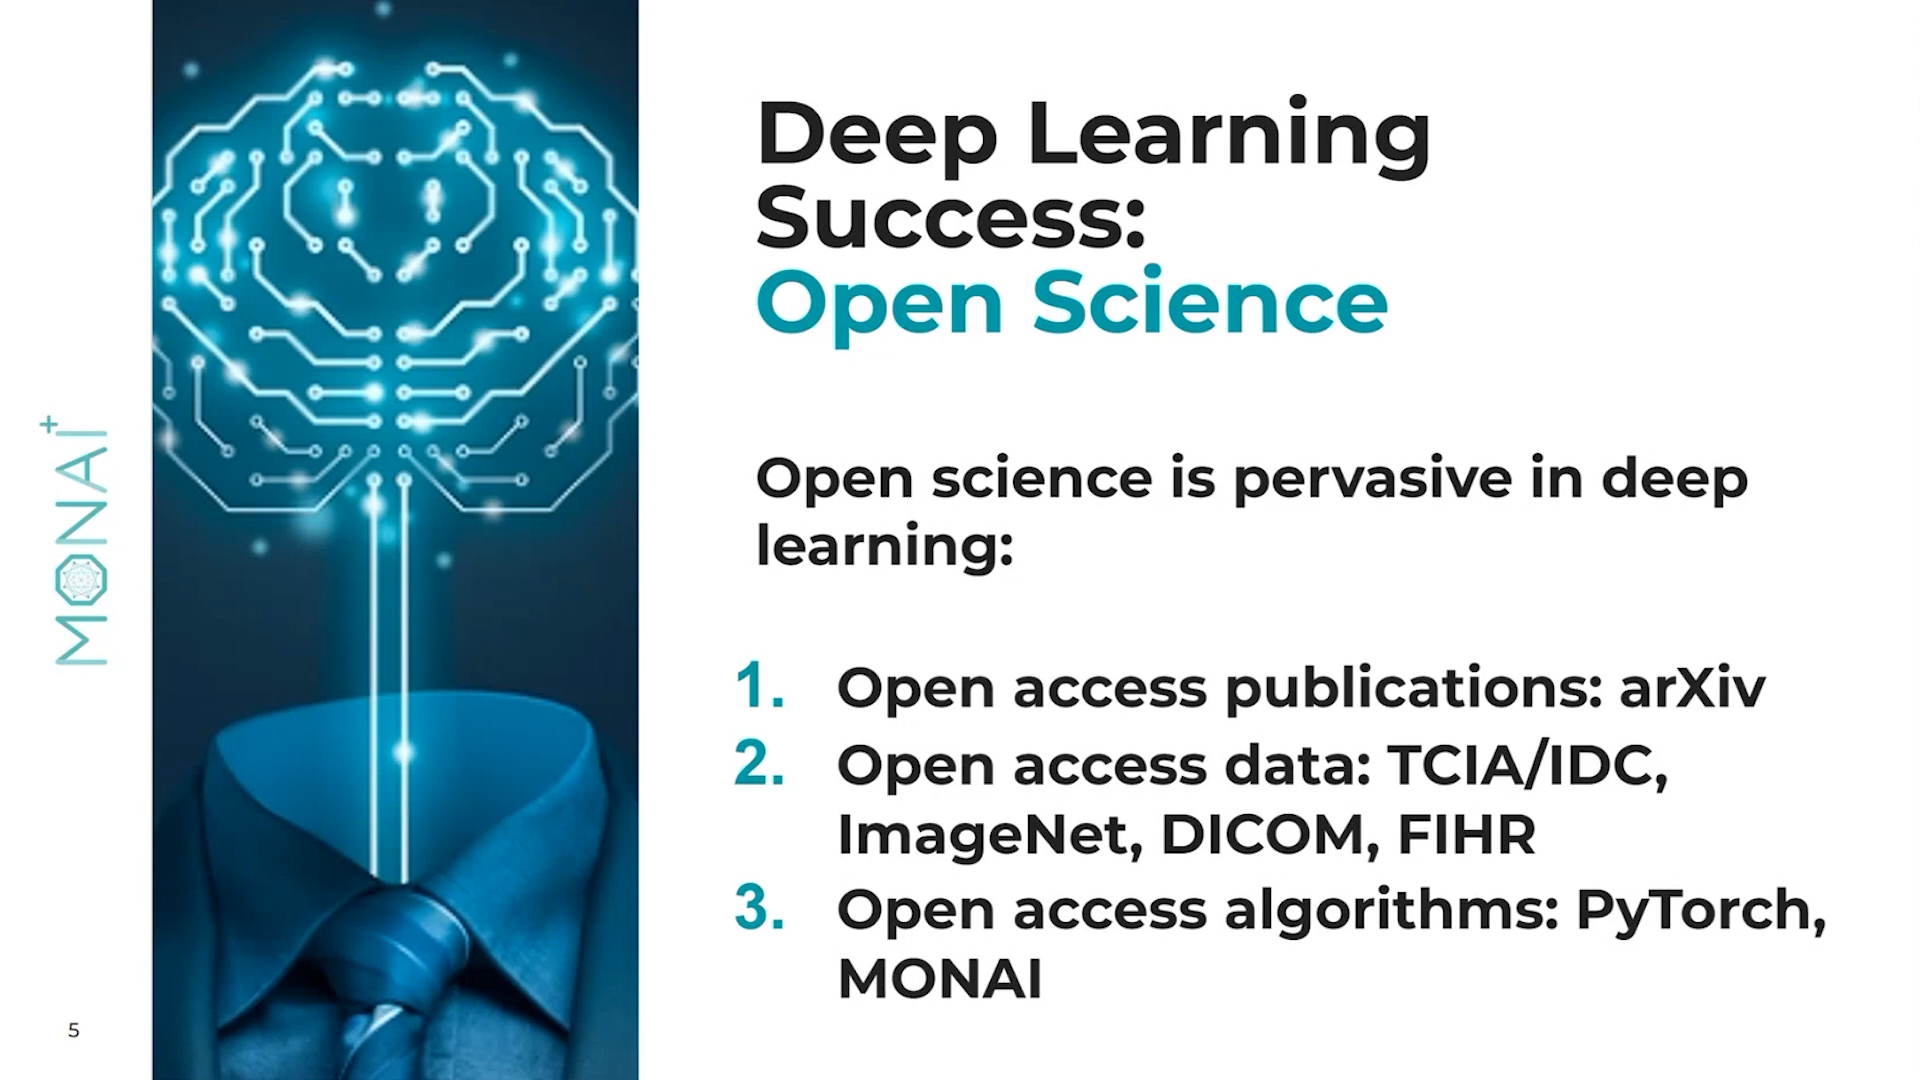 Deep Learning
Success:
Open Science
Open science is pervasive in deep
learning:
1. Open access publications: arXiv
2. Open access data: TCIA/IDC,
ImageNet, DICOM, FIHR
3. Open access algorithms: PyTorch,
MONAI
MONAI
5